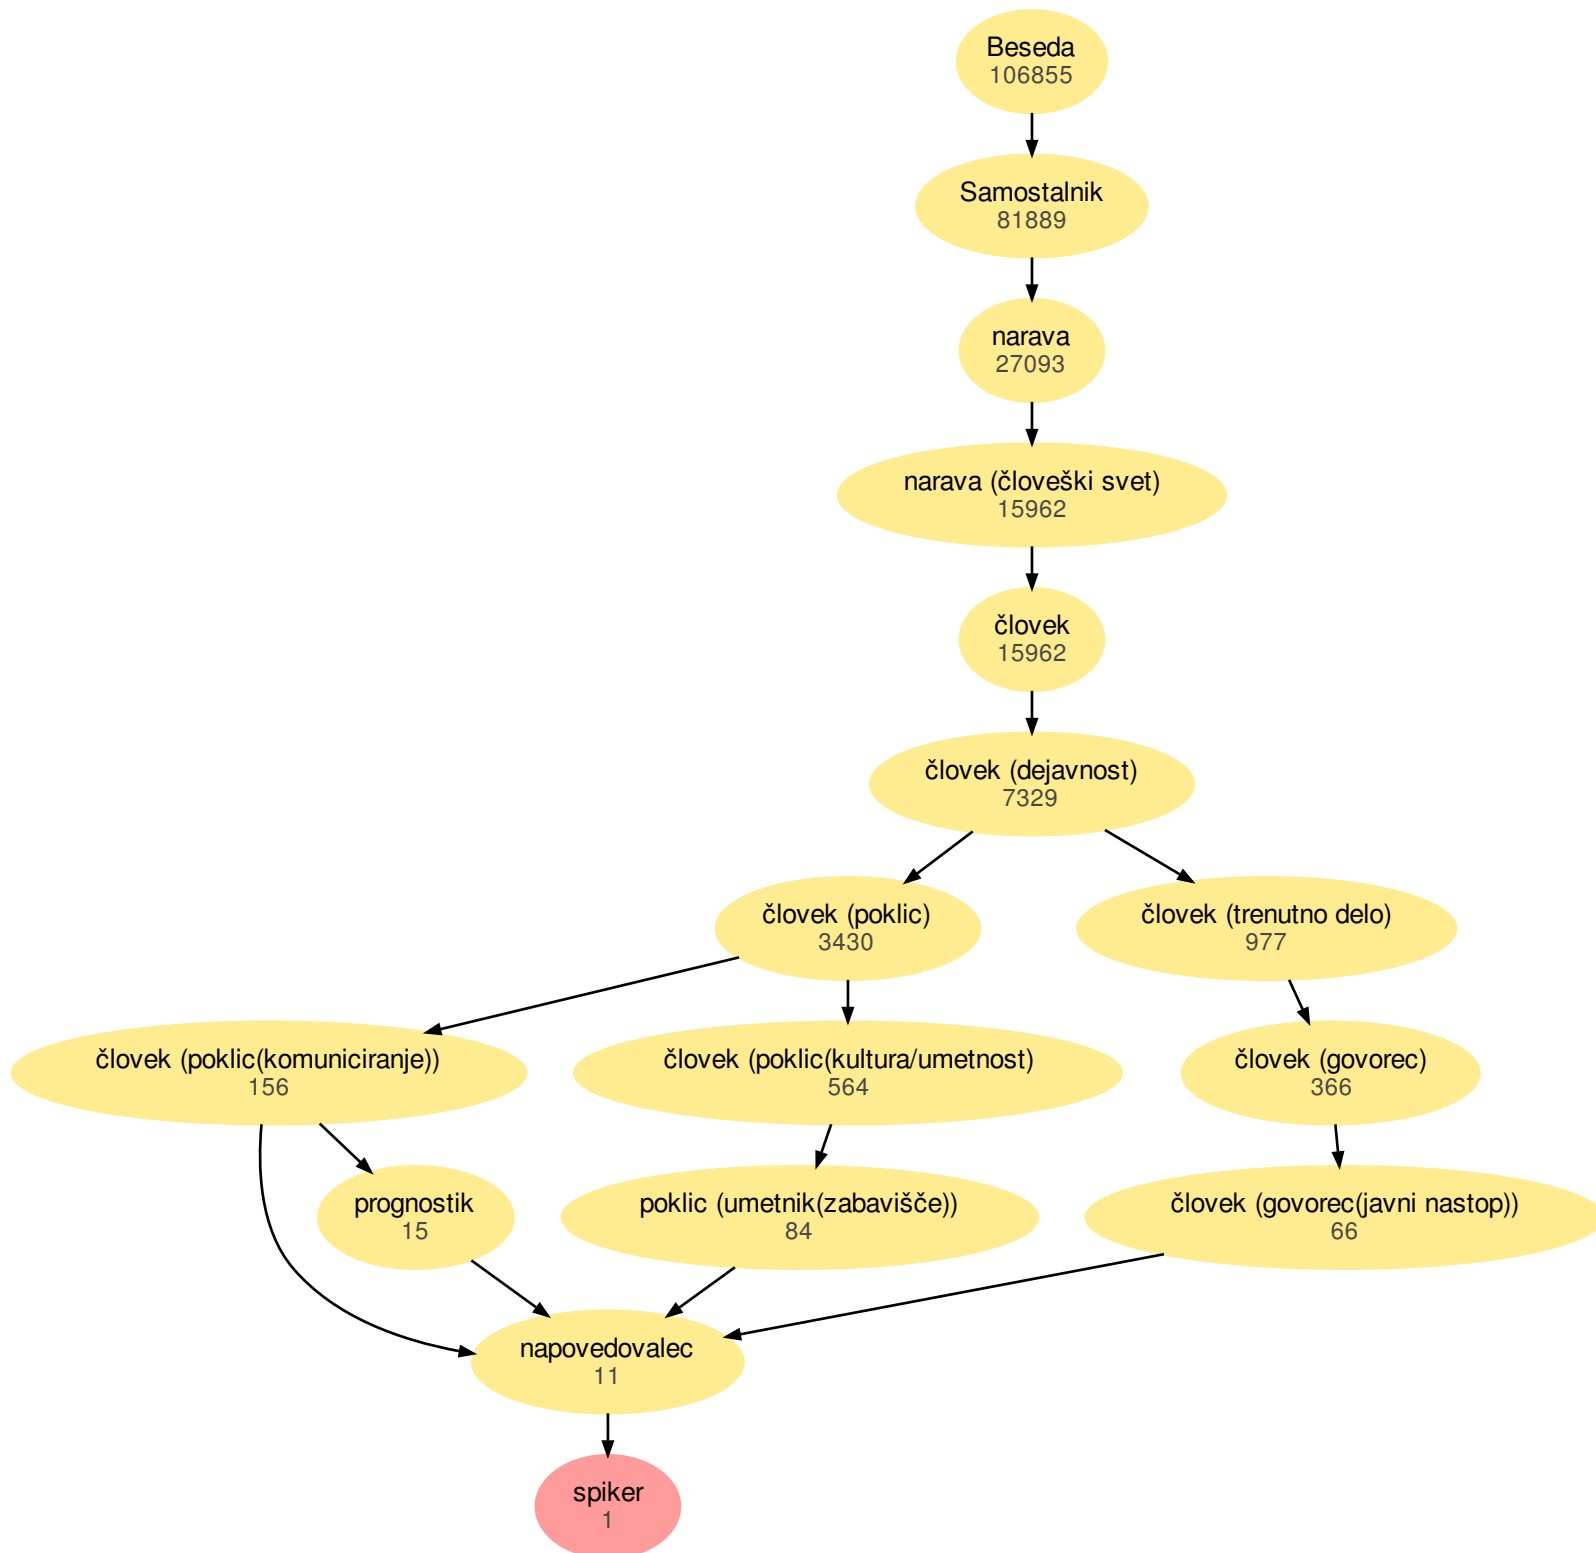 Beseda
106855
Samostalnik
81889
narava
27093
narava (človeški svet)
15962
človek
15962
človek (dejavnost)
7329
človek (poklic)
3430
človek (trenutno delo)
977
človek (poklic(komuniciranje))
156
človek (poklic(kultura/umetnost)
564
človek (govorec)
366
prognostik
15
poklic (umetnik(zabavišče))
84
človek (govorec(javni nastop))
66
napovedovalec
11
spiker
1